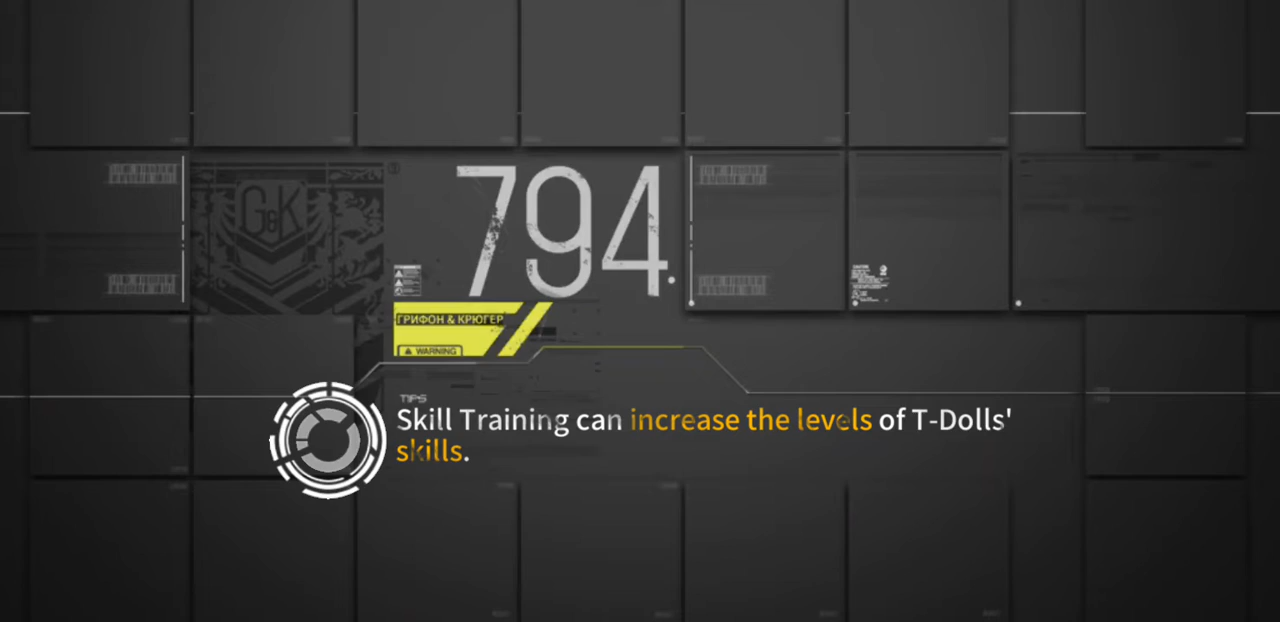 G&K
794.
ГРИФОН & КРЮГЕР
WARNING
TIPS
Skill Training can increase the levels of T-Dolls'
skills.